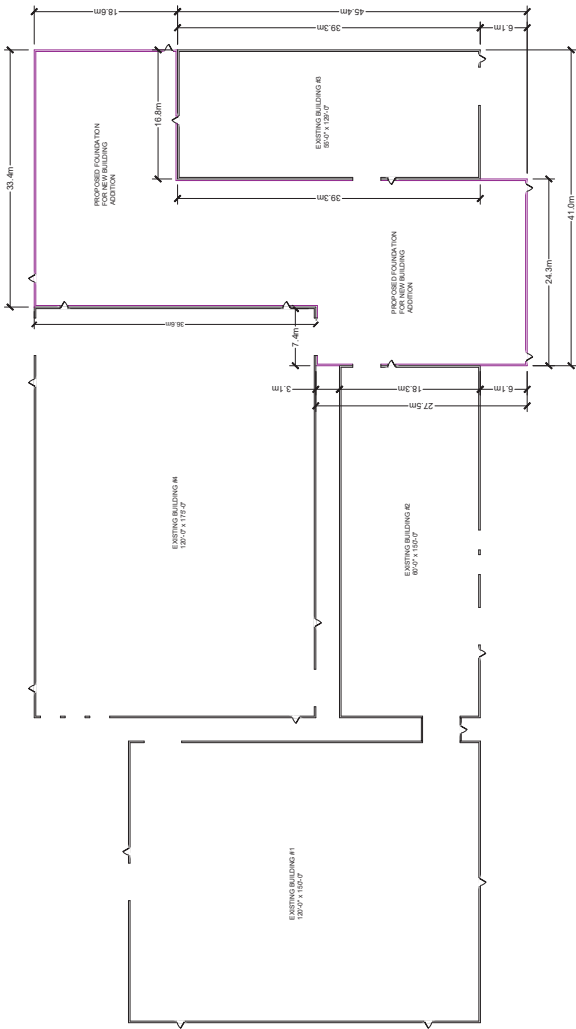 18.6m
45.4m
39.3m
6.1m
33.4m
16.8m
EXISTING BUILDING #3
55'-0" x 129'-0"
PROPOSED FOUNDATION
FOR NEW BUILDING
ADDITION
39.3m
41.0m
24.3m
PROPOSED FOUNDATION
FOR NEW BUILDING
ADDITION
36.6m
7.4m
3.1m
18.3m
6.1m
27.5m
EXISTING BUILDING #4
120'-0" x 175'-0"
EXISTING BUILDING #2
60'-0" x 150'-0"
EXISTING BUILDING #1
120'-0" x 150'-0"